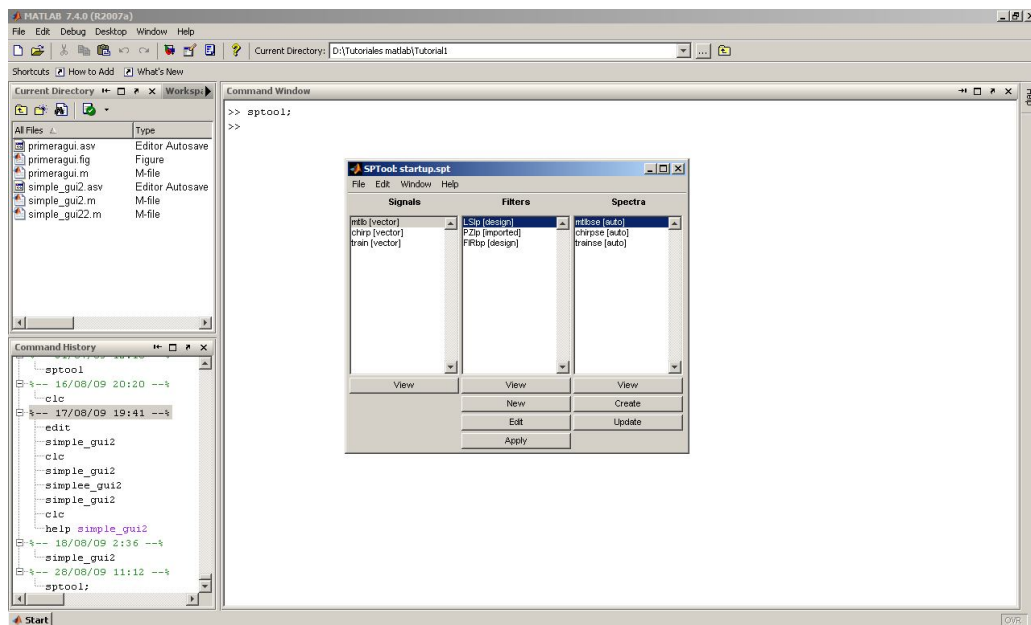 MATLAB 7.4.0 (R2007a)
File Edit Debug Desktop Window Help
Current Directory: D:\Tutoriales matlab\Tutorial1
Shortcuts How to Add What's New
Current Directory
All Files Type
primeragui.asv Editor Autosave
primeragui.fig Figure
primeragui.m M-file
simple_gui2.asv Editor Autosave
simple_gui2.m M-file
simple_gui22.m M-file
Command History
sptool
%-- 16/08/09 20:20 --%
clc
%-- 17/08/09 19:41 --%
edit
simple_gui2
clc
simple_gui2
simplee_gui2
simple_gui2
clc
help simple_gui2
%-- 18/08/09 2:36 --%
simple_gui2
%-- 28/08/09 11:12 --%
sptool;
Command Window
>> sptool;
>>
SPTool: startup.spt
File Edit Window Help
Signals Filters Spectra
mtlb [vector] LSlp [design] mtlbse [auto]
chirp [vector] PZlp [imported] chirpse [auto]
train [vector] FIRbp [design] trainse [auto]
View View View
New Create
Edit Update
Apply
Help
Start
OVR